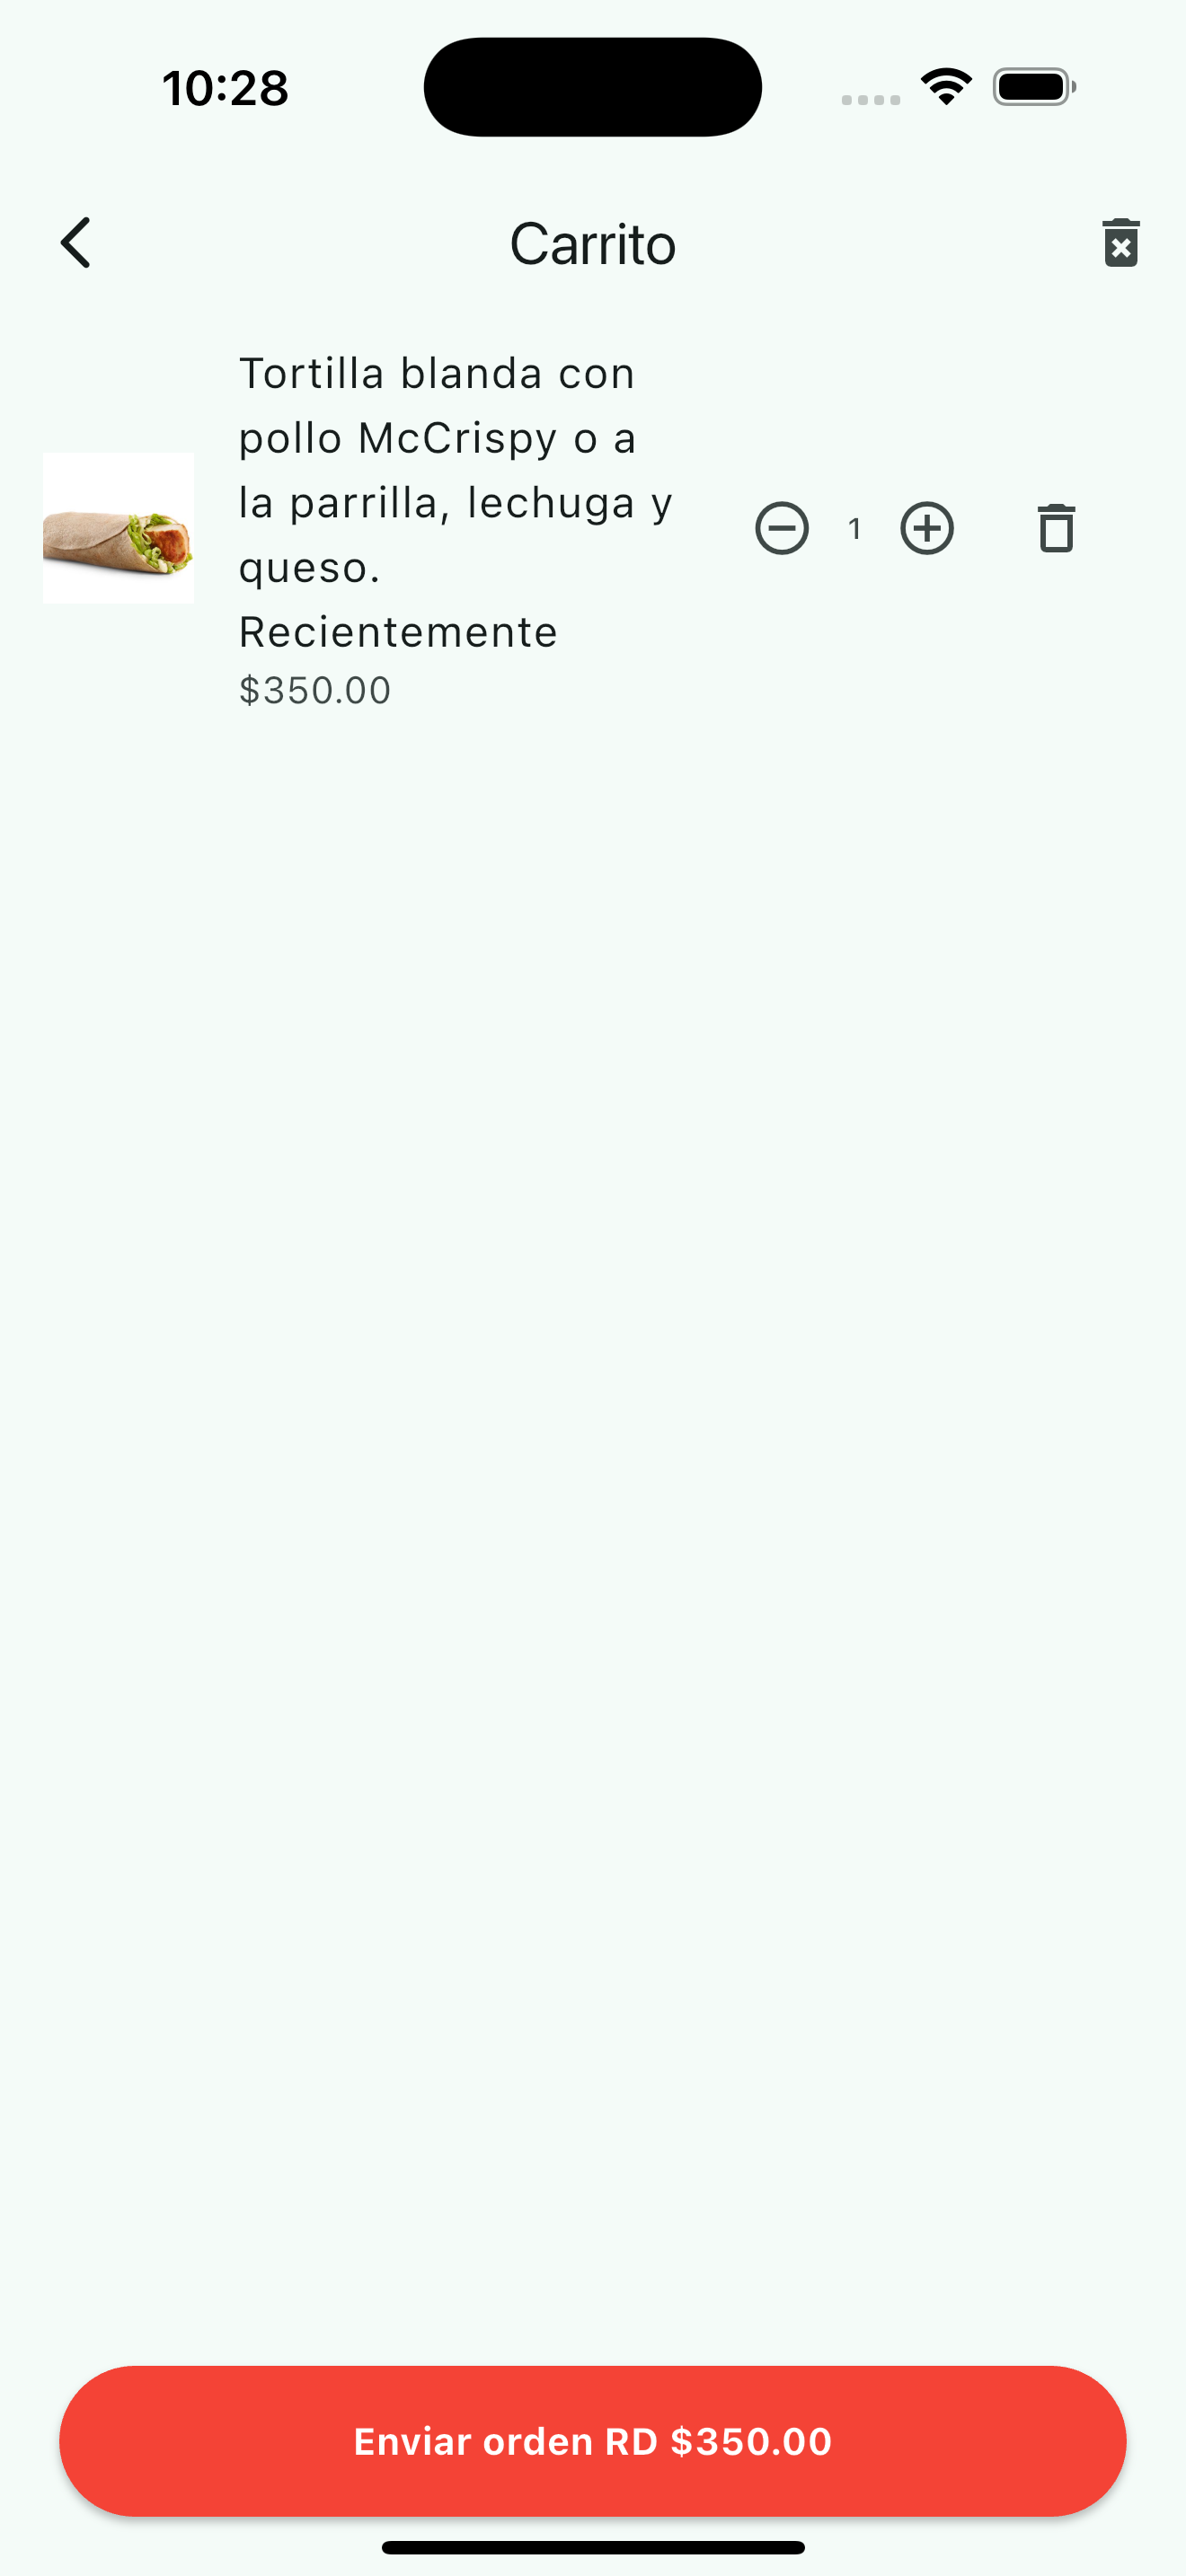 10:28
Carrito
Tortilla blanda con
pollo McCrispy o a
la parrilla, lechuga y
queso.
Recientemente
$350.00
1
Enviar orden RD $350.00